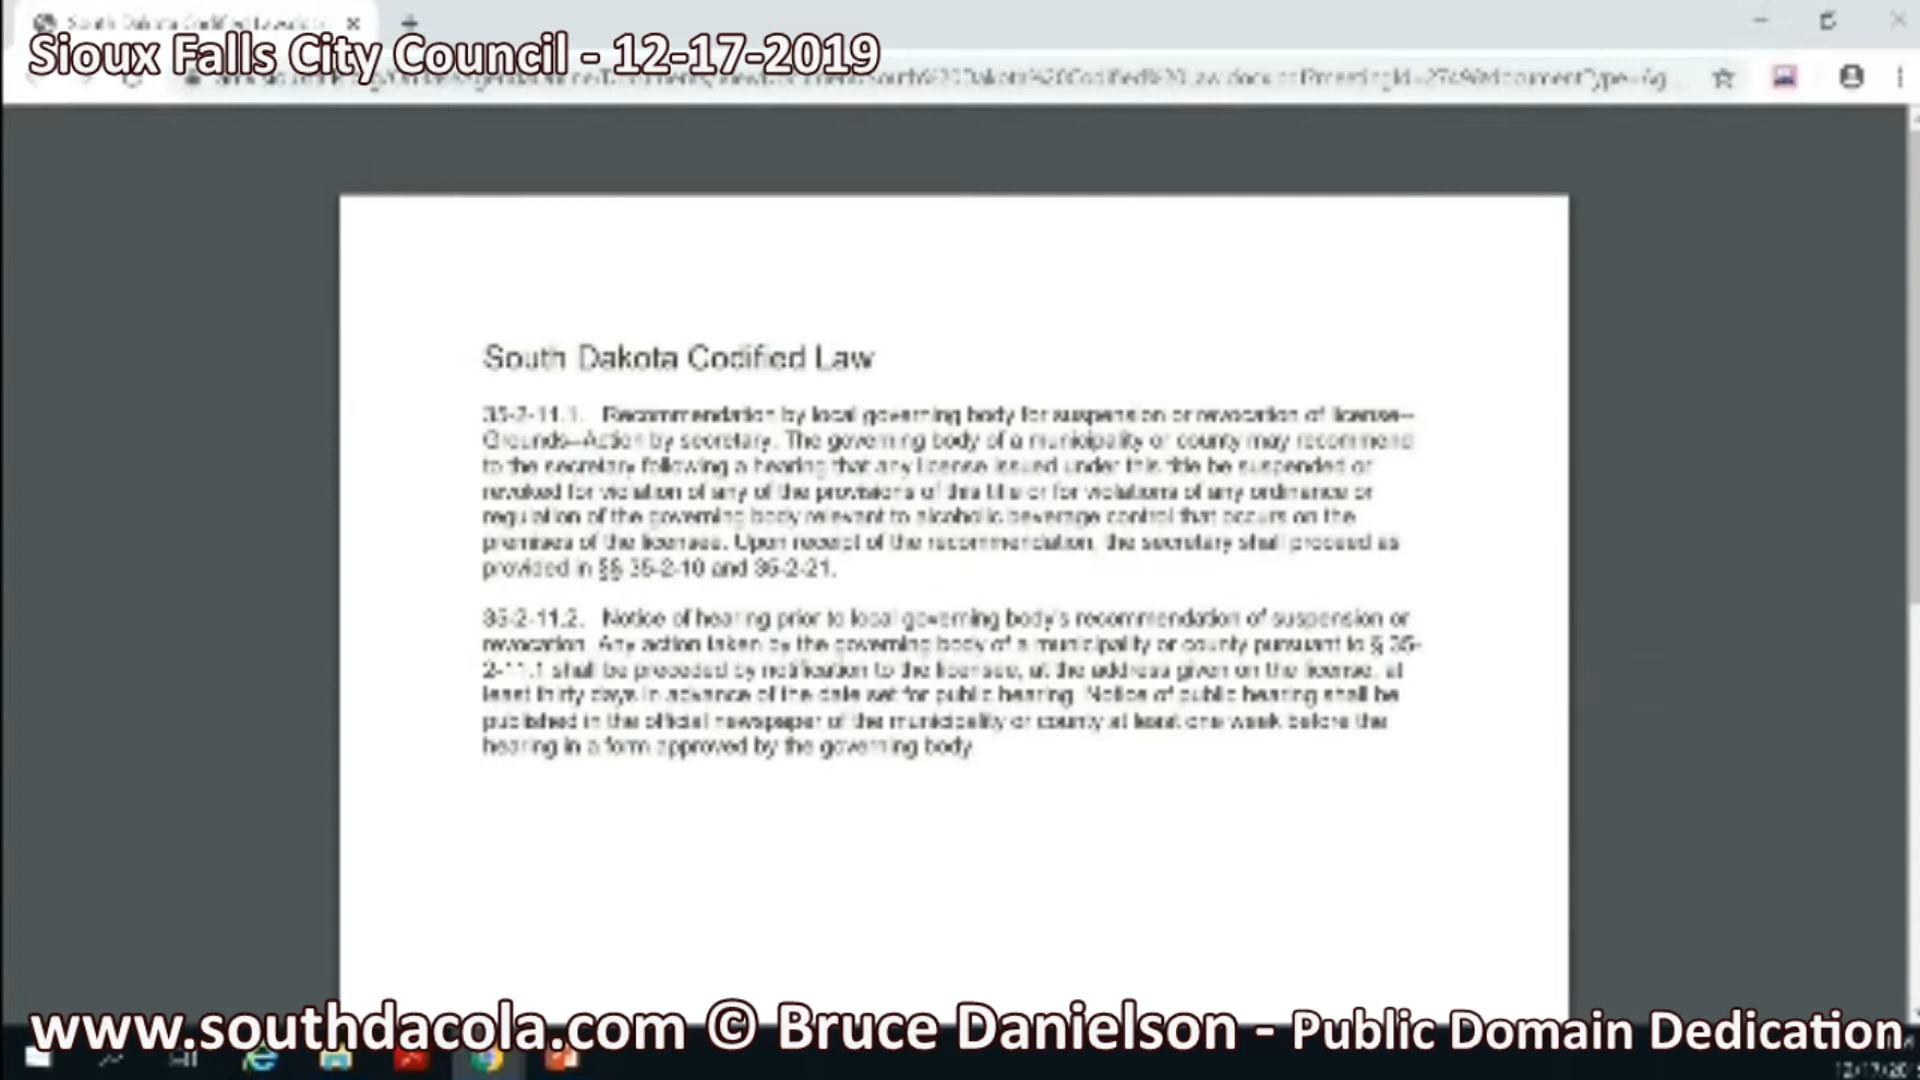 South Dakota Codified Law
Sioux Falls City Council - 12-17-2019
South Dakota Codified Law
35-2-11.1. Recommendation by local governing body for suspension or revocation of license--
Grounds--Action by secretary. The governing body of a municipality or county may recommend
to the secretary following a hearing that any license issued under this title be suspended or
revoked for violation of any of the provisions of this title or for violations of any ordinance or
regulation of the governing body relevant to alcoholic beverage control that occurs on the
premises of the licensee. Upon receipt of the recommendation, the secretary shall proceed as
provided in §§ 35-2-10 and 35-2-21.
35-2-11.2. Notice of hearing prior to local governing body's recommendation of suspension or
revocation. Any action taken by the governing body of a municipality or county pursuant to § 35-
2-11.1 shall be preceded by notification to the licensee, at the address given on the license, at
least thirty days in advance of the date set for public hearing. Notice of public hearing shall be
published in the official newspaper of the municipality or county at least one week before the
hearing in a form approved by the governing body
www.southdacola.com © Bruce Danielson - Public Domain Dedication